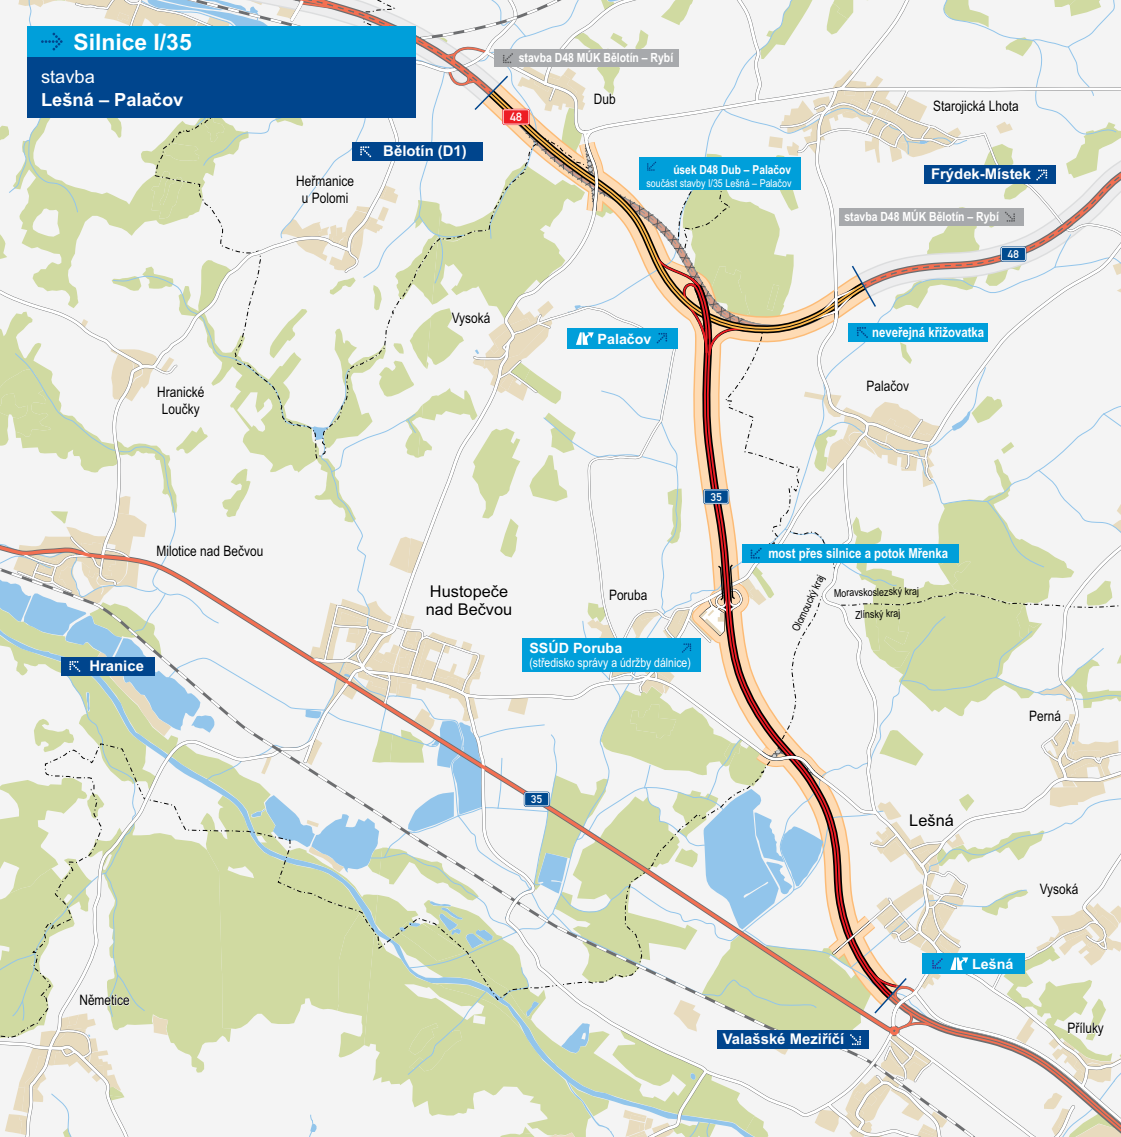 Silnice I/35
stavba
Lešná – Palačov
stavba D48 MÚK Bělotín – Rybí
Dub
48
Starojická Lhota
Bělotín (D1)
úsek D48 Dub – Palačov
součást stavby I/35 Lešná – Palačov
Frýdek-Místek
Heřmanice
u Polomi
stavba D48 MÚK Bělotín – Rybí
48
Vysoká
Palačov
neveřejná křižovatka
Hranické
Loučky
Palačov
35
Milotice nad Bečvou
most přes silnice a potok Mřenka
Hustopeče
nad Bečvou
Poruba
Olomoucký kraj
Moravskoslezský kraj
Zlínský kraj
SSÚD Poruba
(středisko správy a údržby dálnice)
Hranice
Perná
35
Lešná
Vysoká
Lešná
Němetice
Valašské Meziříčí
Příluky